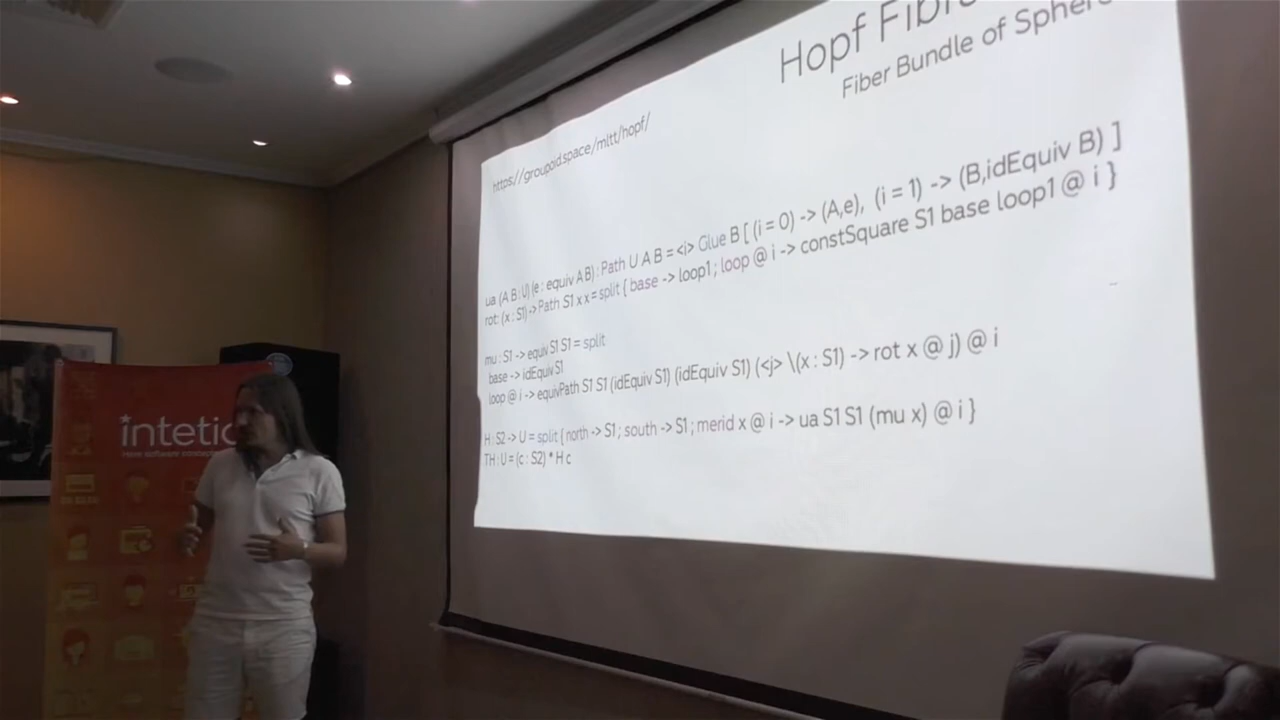 Hopf Fibr
Fiber Bundle of Spher
https://groupoid.space/mltt/hopf/
ua (A B : U) (e : equiv A B) : Path U A B = <i> Glue B [ (i = 0) -> (A,e), (i = 1) -> (B,idEquiv B) ]
rot: (x : S1) -> Path S1 x x = split { base -> loop1 ; loop @ i -> constSquare S1 base loop1 @ i }
mu : S1 -> equiv S1 S1 = split
base -> idEquiv S1
loop @ i -> equivPath S1 S1 (idEquiv S1) (idEquiv S1) (<j> \(x : S1) -> rot x @ j) @ i
H : S2 -> U = split { north -> S1 ; south -> S1 ; merid x @ i -> ua S1 S1 (mu x) @ i }
TH : U = (c : S2) * H c
intetic